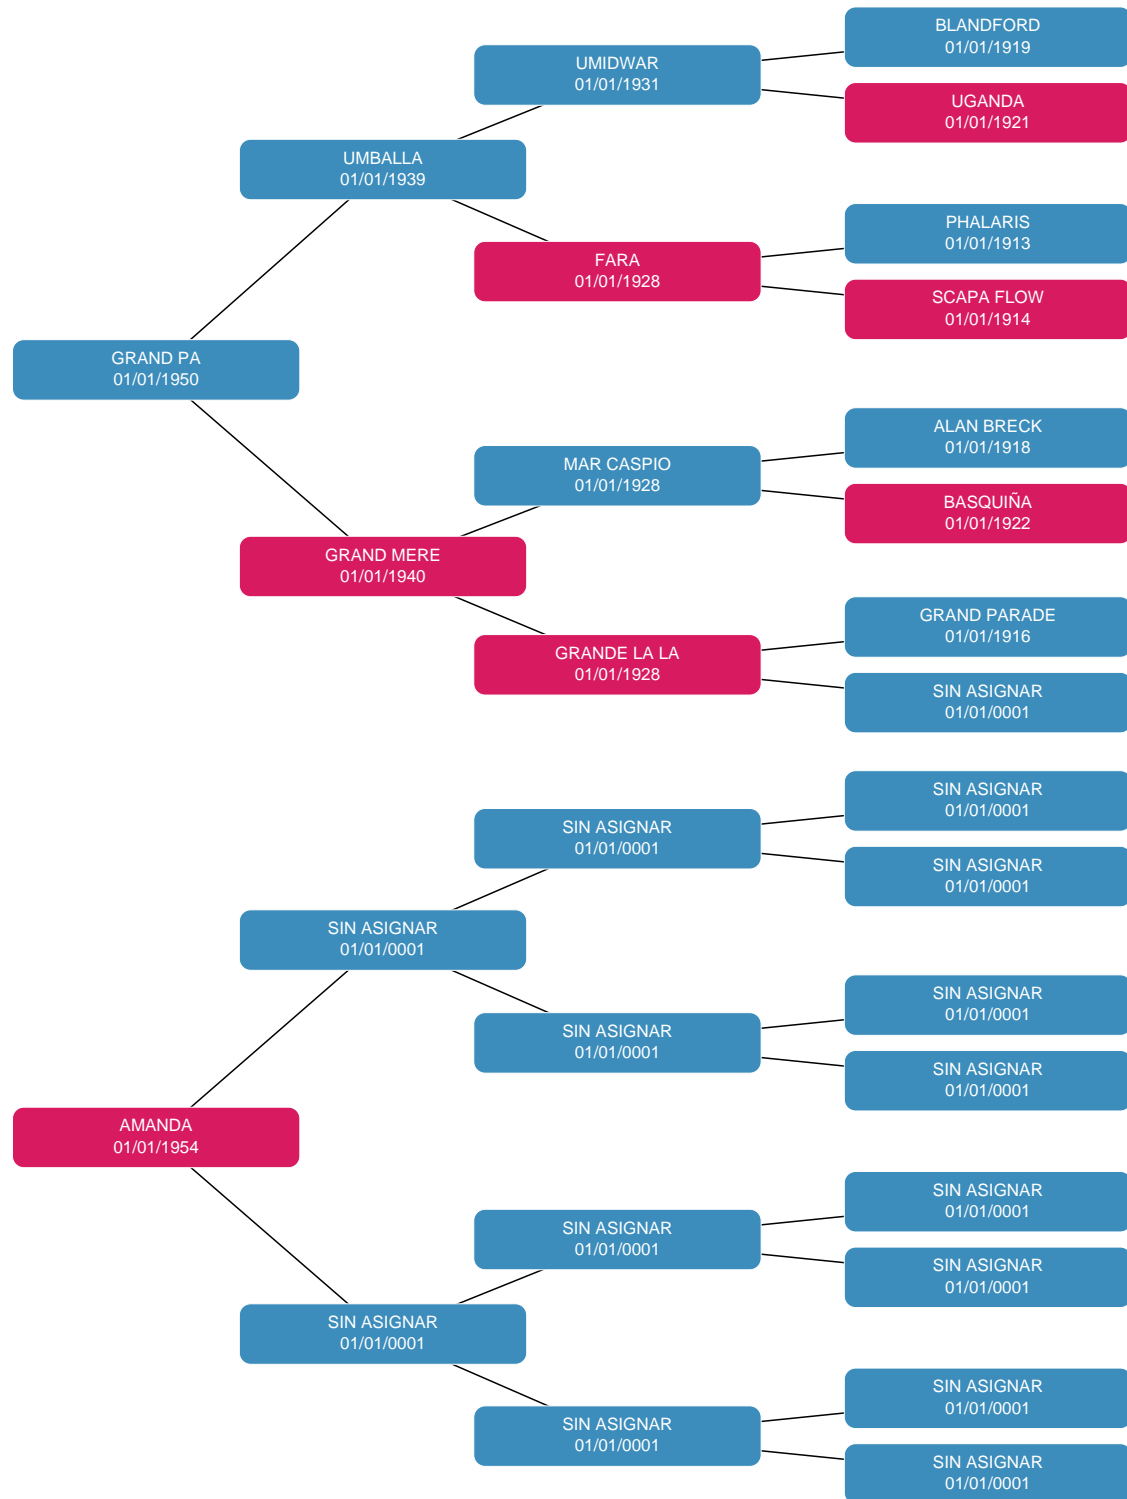 BLANDFORD
01/01/1919
UMIDWAR
01/01/1931
UGANDA
01/01/1921
UMBALLA
01/01/1939
PHALARIS
01/01/1913
FARA
01/01/1928
SCAPA FLOW
01/01/1914
GRAND PA
01/01/1950
ALAN BRECK
01/01/1918
MAR CASPIO
01/01/1928
BASQUIÑA
01/01/1922
GRAND MERE
01/01/1940
GRAND PARADE
01/01/1916
GRANDE LA LA
01/01/1928
SIN ASIGNAR
01/01/0001
SIN ASIGNAR
01/01/0001
SIN ASIGNAR
01/01/0001
SIN ASIGNAR
01/01/0001
SIN ASIGNAR
01/01/0001
SIN ASIGNAR
01/01/0001
SIN ASIGNAR
01/01/0001
SIN ASIGNAR
01/01/0001
AMANDA
01/01/1954
SIN ASIGNAR
01/01/0001
SIN ASIGNAR
01/01/0001
SIN ASIGNAR
01/01/0001
SIN ASIGNAR
01/01/0001
SIN ASIGNAR
01/01/0001
SIN ASIGNAR
01/01/0001
SIN ASIGNAR
01/01/0001